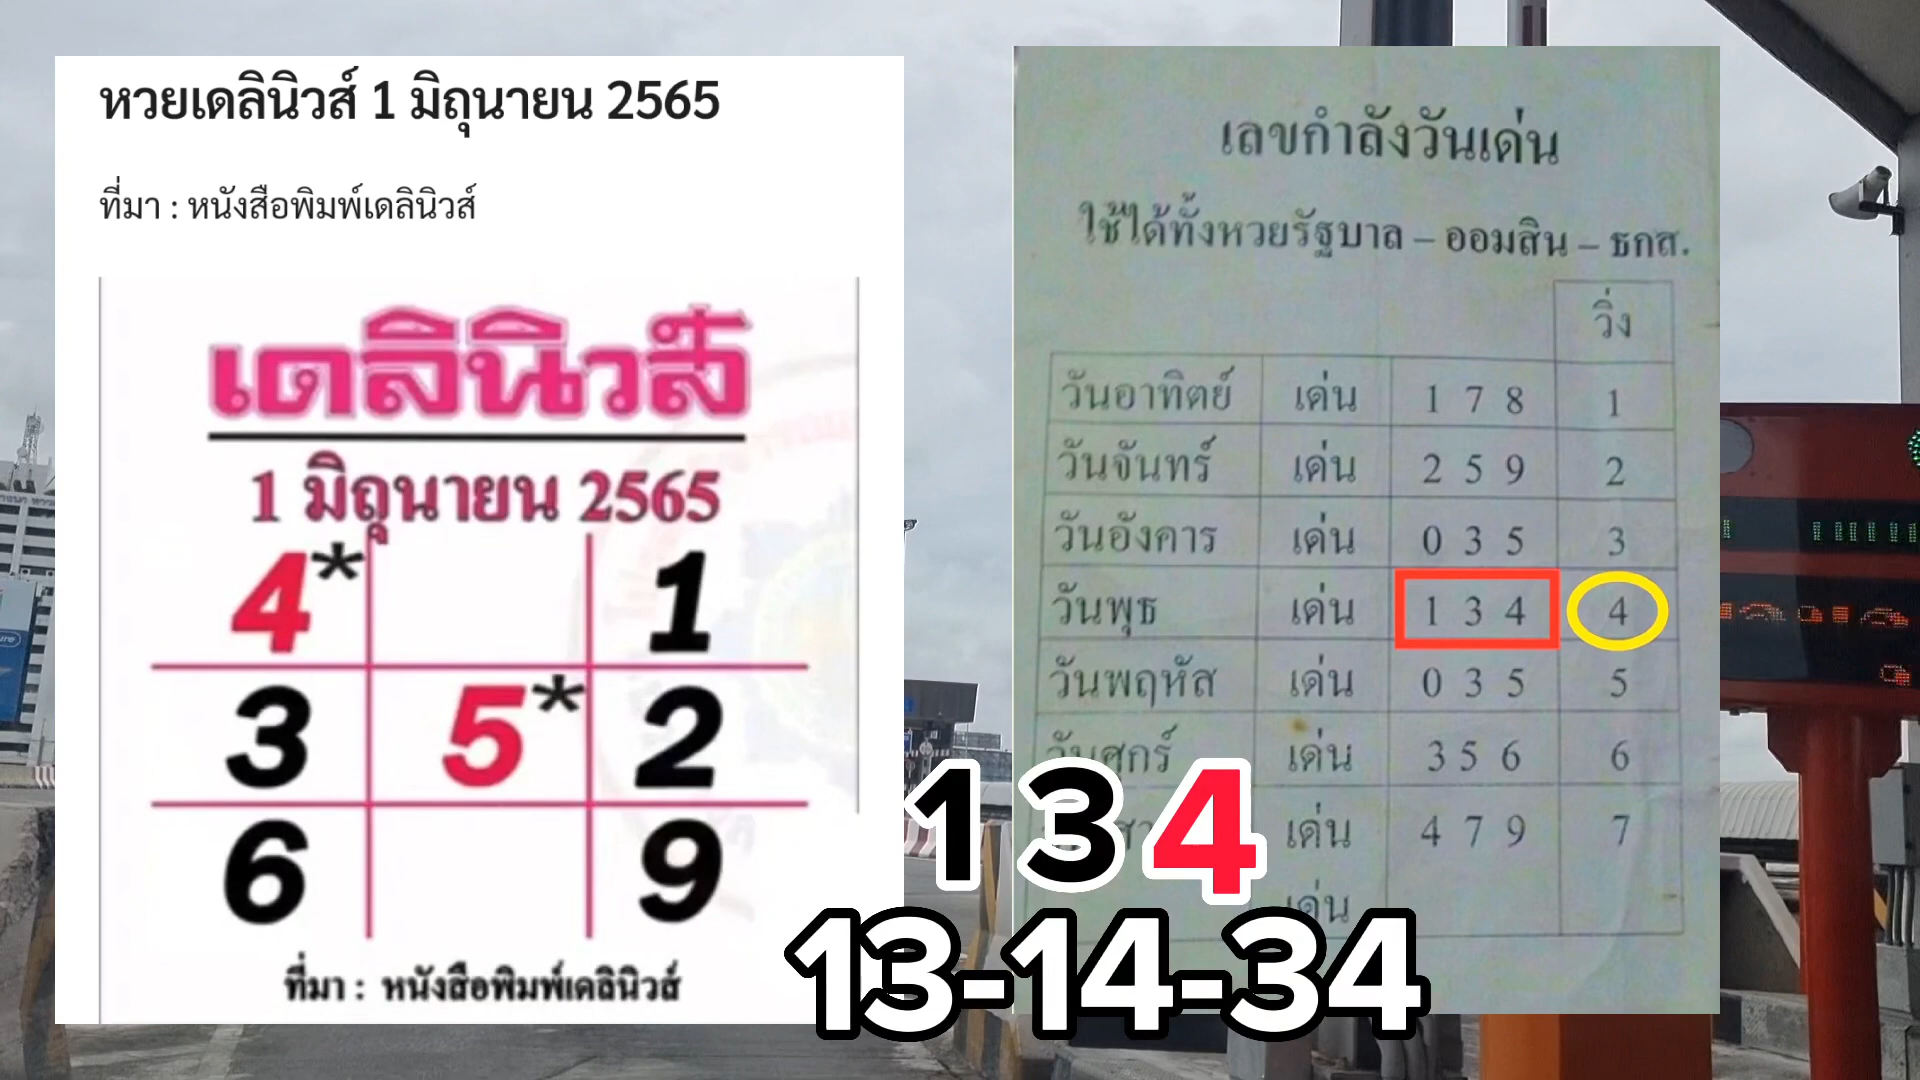 หวยเดลินิวส์ 1 มิถุนายน 2565
ที่มา : หนังสือพิมพ์เดลินิวส์
เดลินิวส์
1 มิถุนายน 2565
4* 1
3 5* 2
6 9
ที่มา : หนังสือพิมพ์เดลินิวส์
เลขกำลังวันเด่น
ใช้ได้ทั้งหวยรัฐบาล – ออมสิน – ธกส.
วิ่ง
วันอาทิตย์ เด่น 1 7 8 1
วันจันทร์ เด่น 2 5 9 2
วันอังคาร เด่น 0 3 5 3
วันพุธ เด่น 1 3 4 4
วันพฤหัส เด่น 0 3 5 5
วันศุกร์ เด่น 3 5 6 6
เด่น 4 7 9 7
เด่น
1 3 4
13-14-34